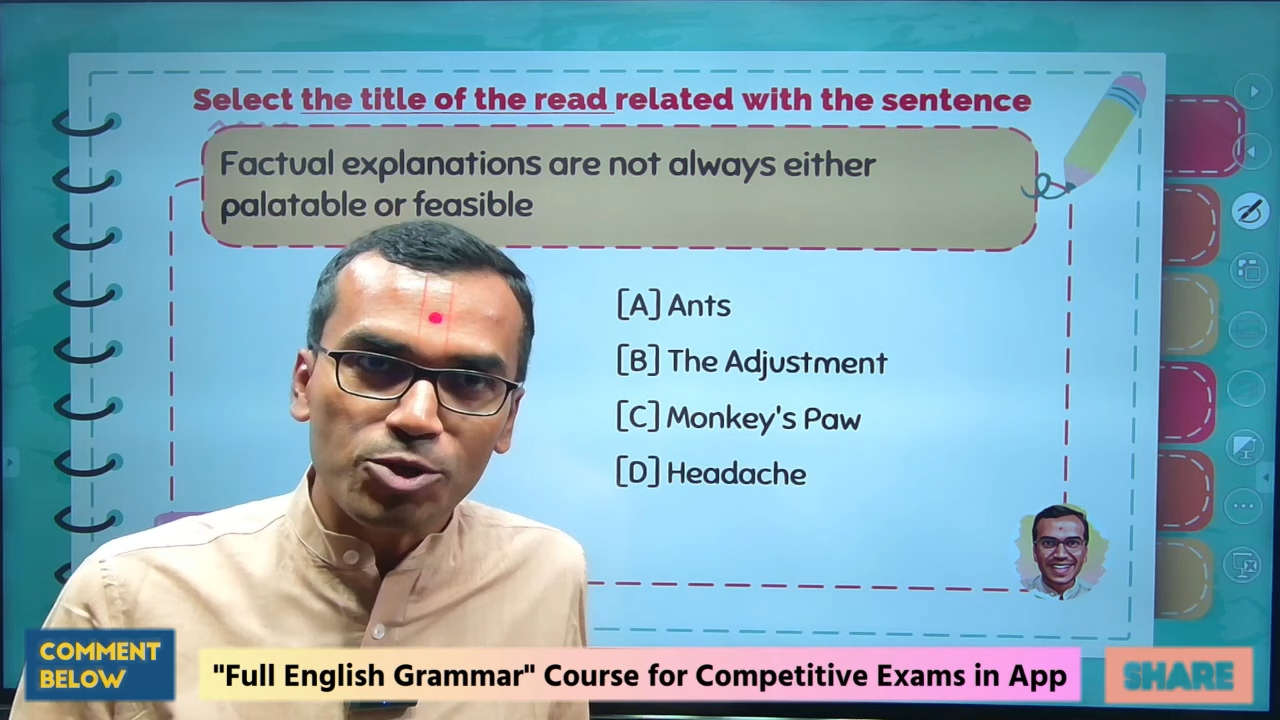 Select the title of the read related with the sentence
Factual explanations are not always either
palatable or feasible
[A] Ants
[B] The Adjustment
[C] Monkey's Paw
[D] Headache
COMMENT
BELOW
"Full English Grammar" Course for Competitive Exams in App
SHARE